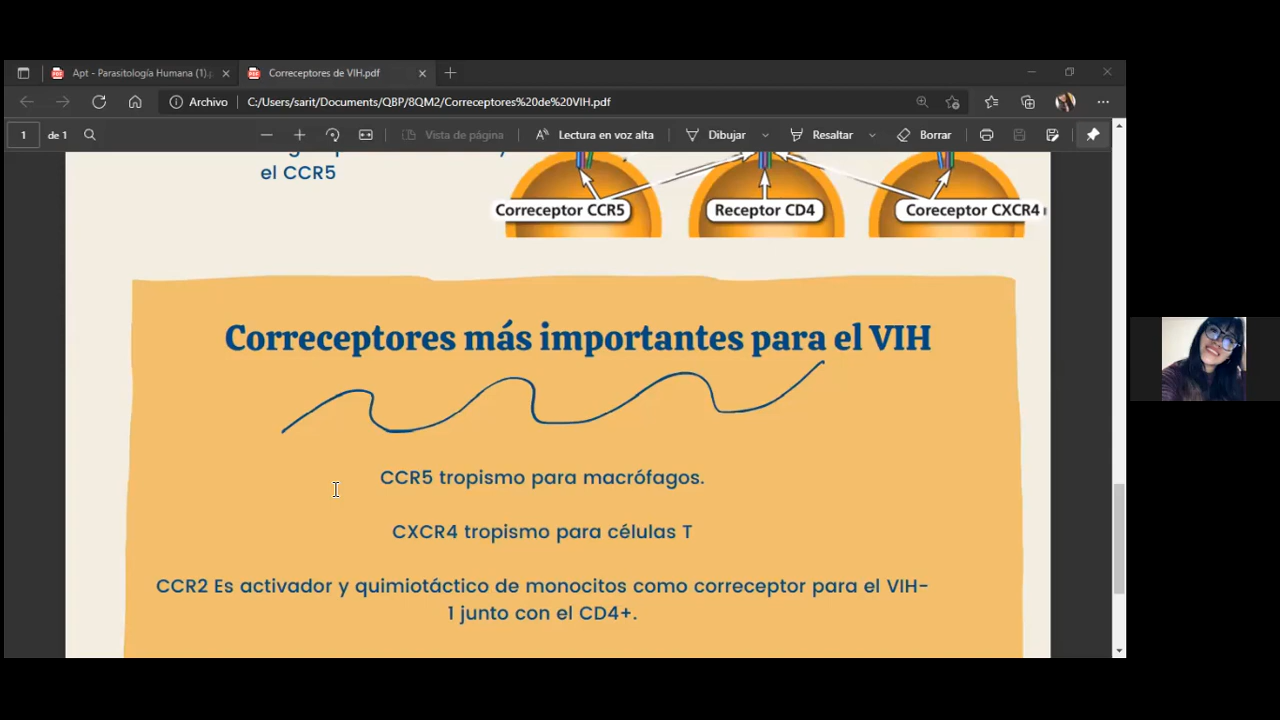 Apt - Parasitología Humana (1).p
Correceptores de VIH.pdf
Archivo
C:/Users/sarit/Documents/QBP/8QM2/Correceptores%20de%20VIH.pdf
1
de 1
Vista de página
Lectura en voz alta
Dibujar
Resaltar
Borrar
el CCR5
Correceptor CCR5
Receptor CD4
Coreceptor CXCR4
Correceptores más importantes para el VIH
CCR5 tropismo para macrófagos.
CXCR4 tropismo para células T
CCR2 Es activador y quimiotáctico de monocitos como correceptor para el VIH-
1 junto con el CD4+.